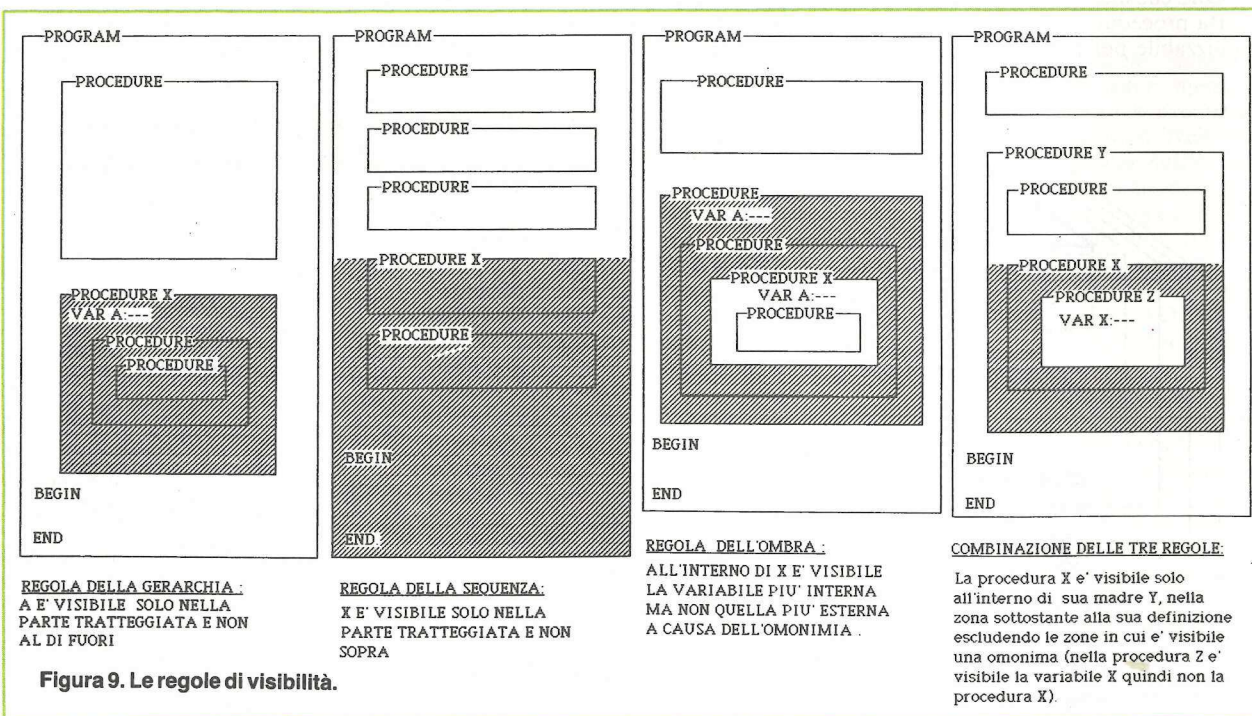 PROGRAM
PROCEDURE
PROCEDURE X
VAR A:---
PROCEDURE
PROCEDURE
BEGIN
END
REGOLA DELLA GERARCHIA :
A E' VISIBILE SOLO NELLA
PARTE TRATTEGGIATA E NON
AL DI FUORI
PROGRAM
PROCEDURE
PROCEDURE
PROCEDURE
PROCEDURE X
PROCEDURE
BEGIN
END
REGOLA DELLA SEQUENZA:
X E' VISIBILE SOLO NELLA
PARTE TRATTEGGIATA E NON
SOPRA
PROGRAM
PROCEDURE
PROCEDURE
VAR A:---
PROCEDURE
PROCEDURE X
VAR A:---
PROCEDURE
BEGIN
END
REGOLA DELL'OMBRA :
ALL'INTERNO DI X E' VISIBILE
LA VARIABILE PIU' INTERNA
MA NON QUELLA PIU' ESTERNA
A CAUSA DELL'OMONIMIA .
PROGRAM
PROCEDURE
PROCEDURE Y
PROCEDURE
PROCEDURE X
PROCEDURE Z
VAR X:---
BEGIN
END
COMBINAZIONE DELLE TRE REGOLE:
La procedura X e' visibile solo
all'interno di sua madre Y, nella
zona sottostante alla sua definizione
escludendo le zone in cui e' visibile
una omonima (nella procedura Z e'
visibile la variabile X quindi non la
procedura X).
Figura 9. Le regole di visibilità.